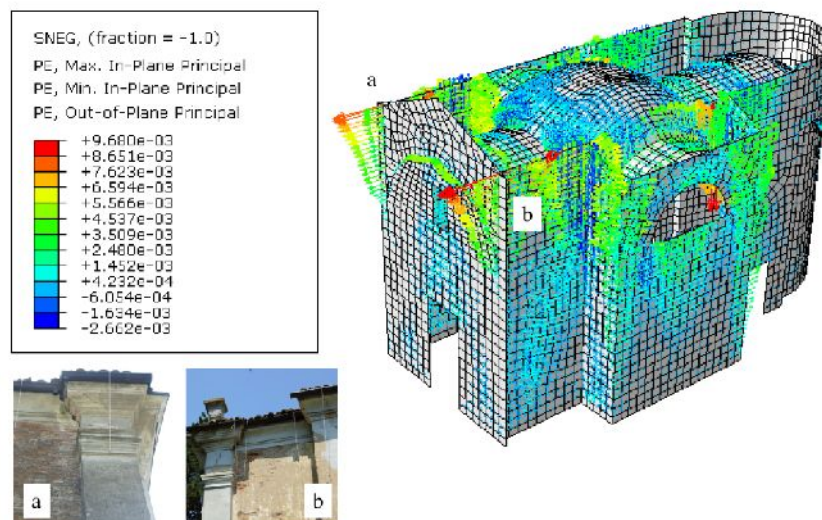 SNEG, (fraction = -1.0)
PE, Max. In-Plane Principal
PE, Min. In-Plane Principal
PE, Out-of-Plane Principal
+9.680e-03
+8.651e-03
+7.623e-03
+6.594e-03
+5.566e-03
+4.537e-03
+3.509e-03
+2.480e-03
+1.452e-03
+4.232e-04
-6.054e-04
-1.634e-03
-2.662e-03
a
b
a
b